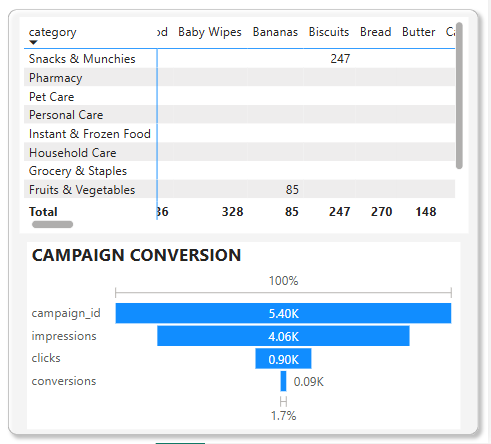 category od Baby Wipes Bananas Biscuits Bread Butter
Snacks & Munchies 247
Pharmacy
Pet Care
Personal Care
Instant & Frozen Food
Household Care
Grocery & Staples
Fruits & Vegetables 85
Total 36 328 85 247 270 148
CAMPAIGN CONVERSION
100%
campaign_id 5.40K
impressions 4.06K
clicks 0.90K
conversions 0.09K
1.7%